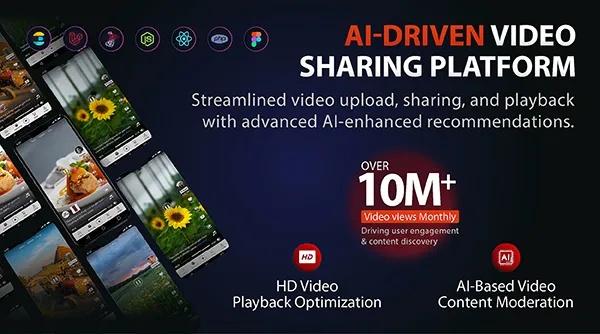 php
AI-DRIVEN VIDEO
SHARING PLATFORM
Streamlined video upload, sharing, and playback
with advanced AI-enhanced recommendations.
OVER
10M+
Video views Monthly
Driving user engagement
& content discovery
HD
HD Video
Playback Optimization
AI
AI-Based Video
Content Moderation